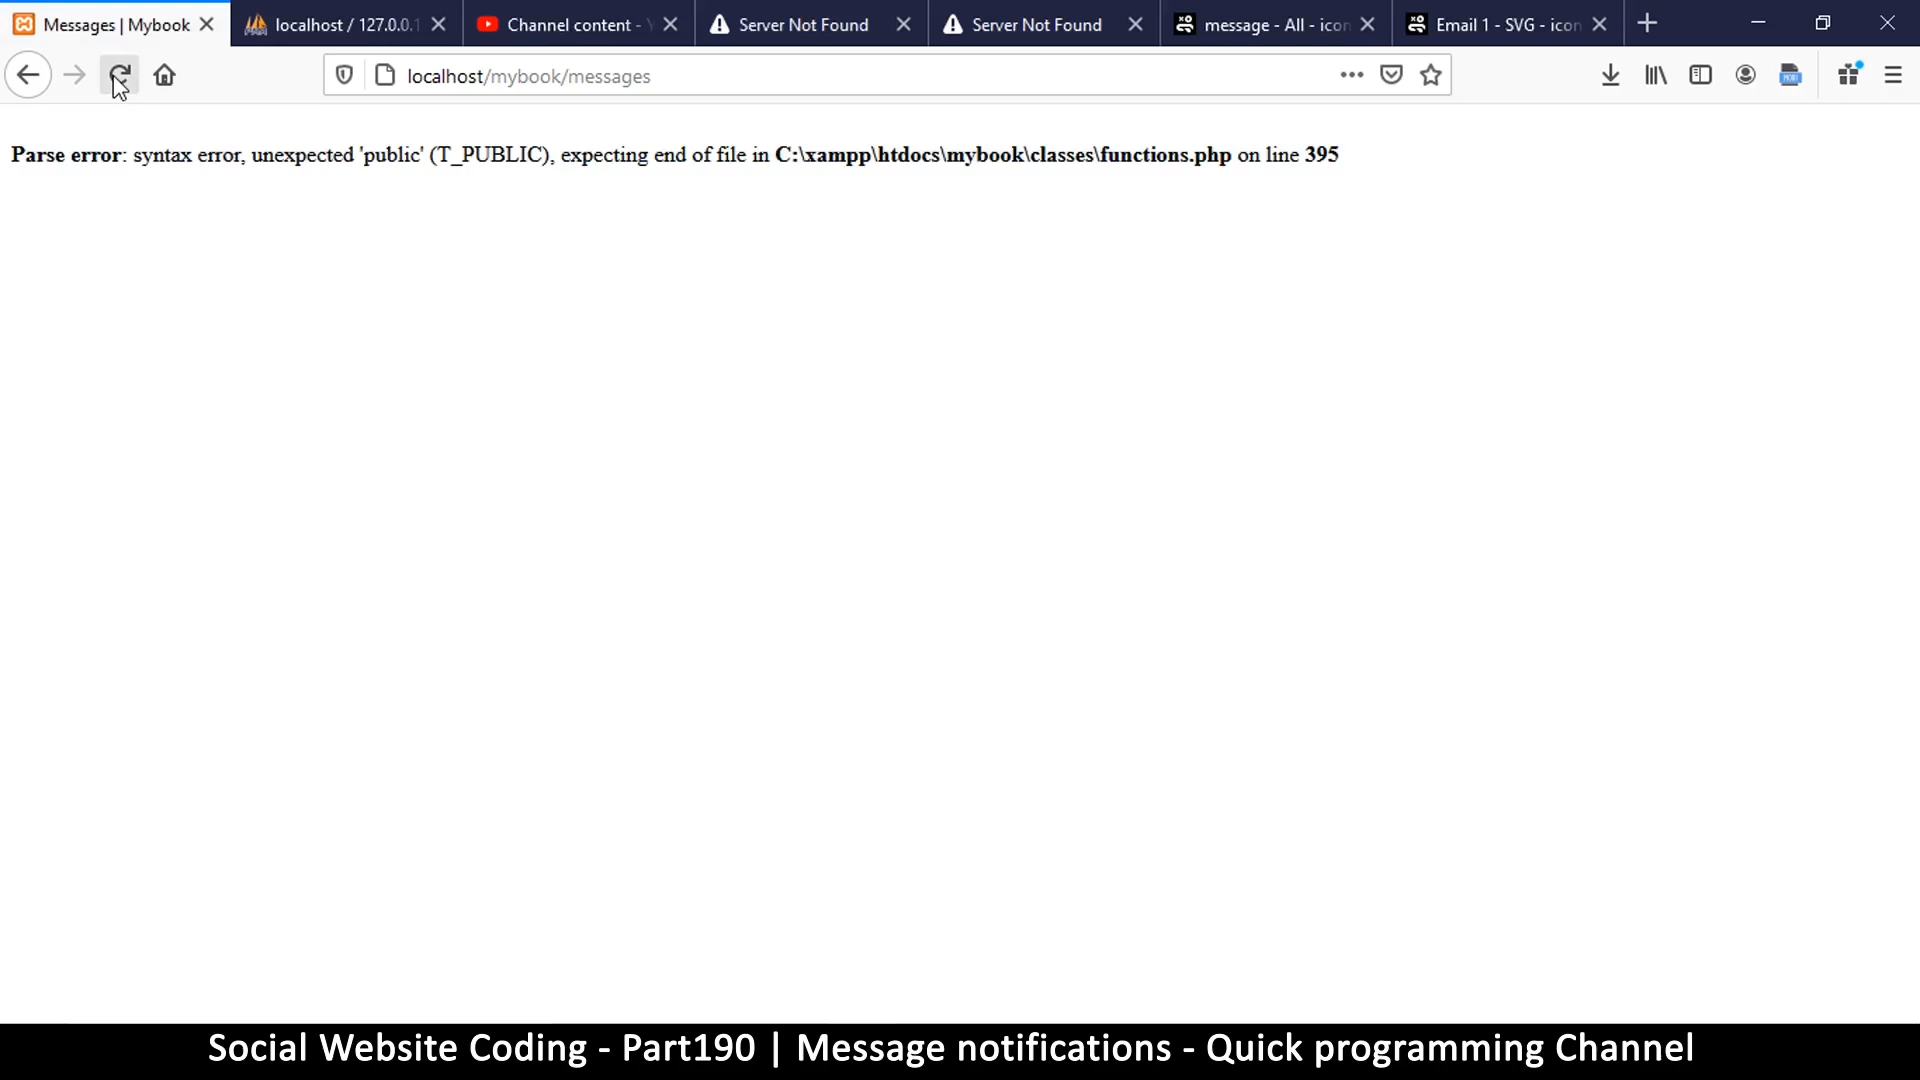 Messages | Mybook
localhost / 127.0.0.1
Channel content - Y
Server Not Found
Server Not Found
message - All - icon
Email 1 - SVG - icon
localhost/mybook/messages
Parse error: syntax error, unexpected 'public' (T_PUBLIC), expecting end of file in C:\xampp\htdocs\mybook\classes\functions.php on line 395
Social Website Coding - Part190 | Message notifications - Quick programming Channel